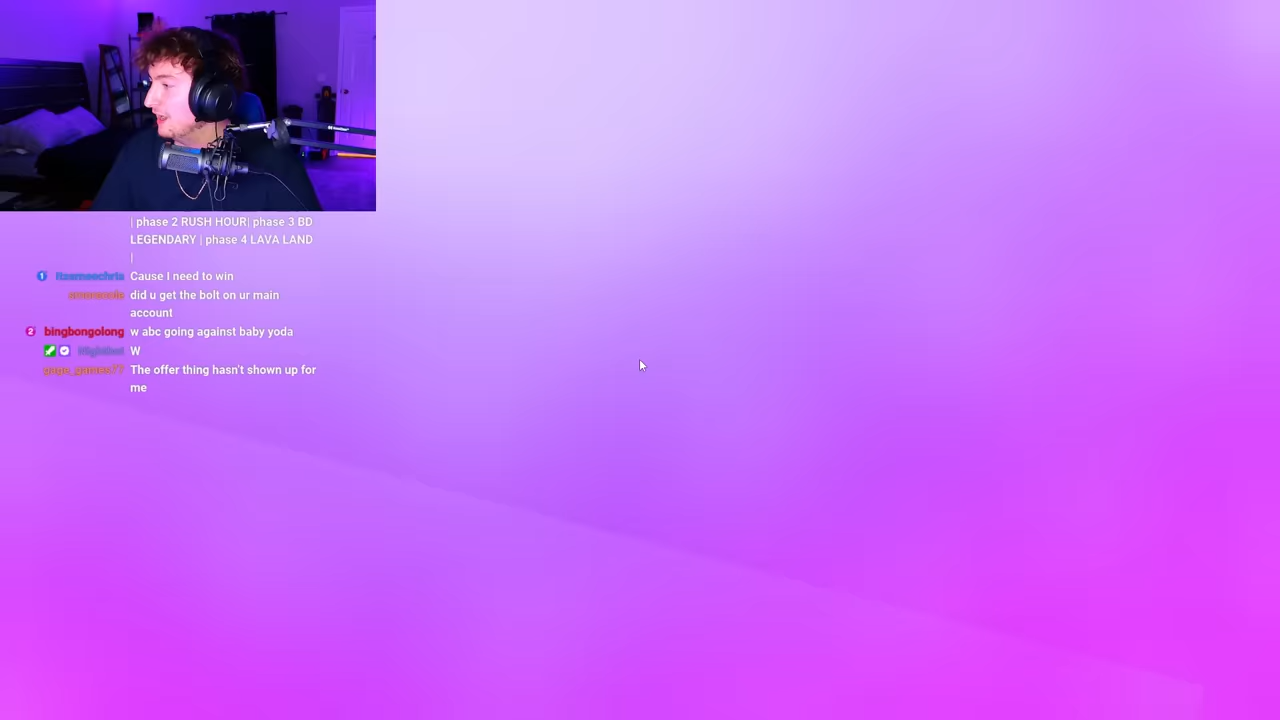 | phase 2 RUSH HOUR| phase 3 BD
LEGENDARY | phase 4 LAVA LAND
|
Cause I need to win
did u get the bolt on ur main
account
bingbongolong w abc going against baby yoda
W
The offer thing hasn't shown up for
me